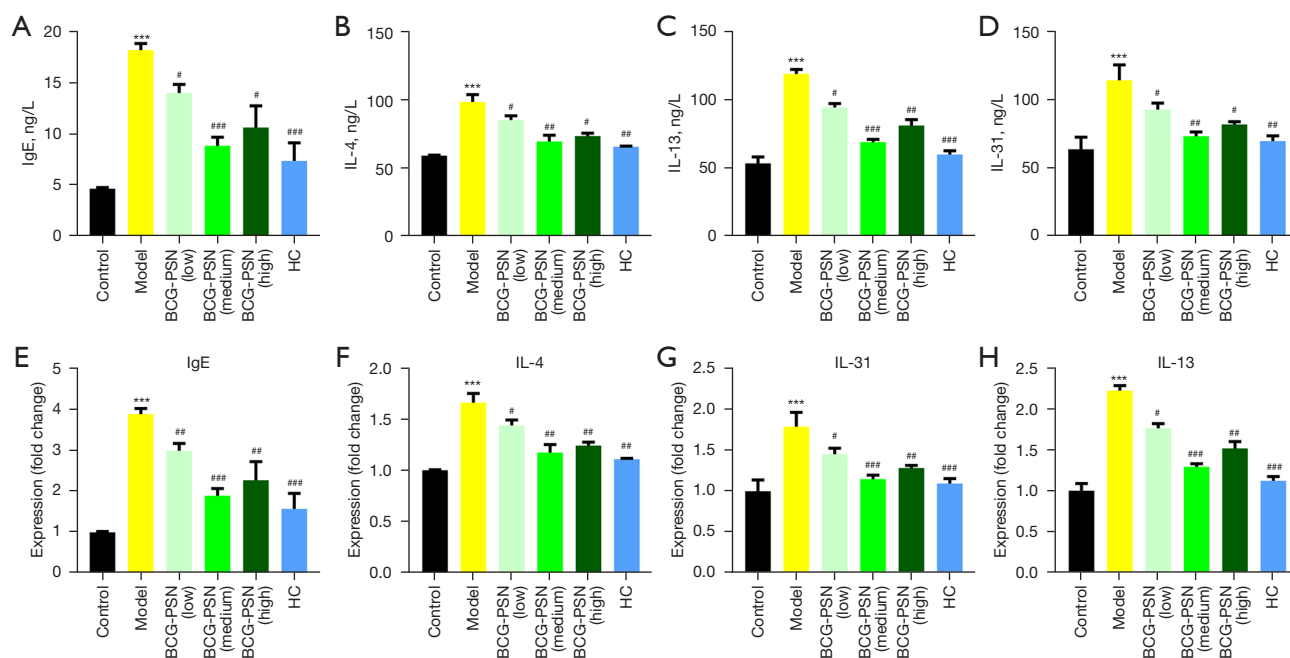 A
IgE, ng/L
20
15
10
5
0
***
#
###
#
###
Control
Model
BCG-PSN
(low)
BCG-PSN
(medium)
BCG-PSN
(high)
HC
B
IL-4, ng/L
150
100
50
0
***
#
##
#
##
Control
Model
BCG-PSN
(low)
BCG-PSN
(medium)
BCG-PSN
(high)
HC
C
IL-13, ng/L
150
100
50
0
***
#
###
##
###
Control
Model
BCG-PSN
(low)
BCG-PSN
(medium)
BCG-PSN
(high)
HC
D
IL-31, ng/L
150
100
50
0
***
#
##
#
##
Control
Model
BCG-PSN
(low)
BCG-PSN
(medium)
BCG-PSN
(high)
HC
E
IgE
Expression (fold change)
5
4
3
2
1
0
***
##
###
##
###
Control
Model
BCG-PSN
(low)
BCG-PSN
(medium)
BCG-PSN
(high)
HC
F
IL-4
Expression (fold change)
2.0
1.5
1.0
0.5
0.0
***
#
##
##
##
Control
Model
BCG-PSN
(low)
BCG-PSN
(medium)
BCG-PSN
(high)
HC
G
IL-31
Expression (fold change)
2.5
2.0
1.5
1.0
0.5
0.0
***
#
###
##
###
Control
Model
BCG-PSN
(low)
BCG-PSN
(medium)
BCG-PSN
(high)
HC
H
IL-13
Expression (fold change)
2.5
2.0
1.5
1.0
0.5
0.0
***
#
###
##
###
Control
Model
BCG-PSN
(low)
BCG-PSN
(medium)
BCG-PSN
(high)
HC